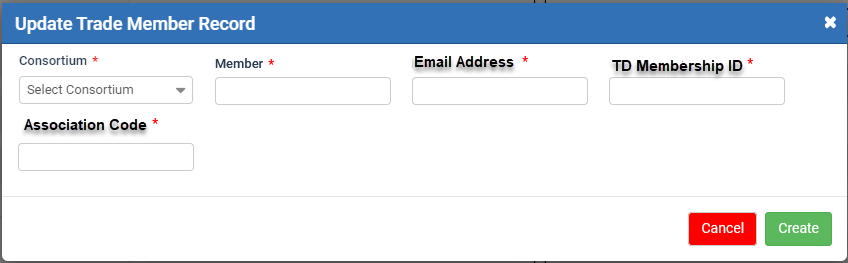 Update Trade Member Record ✖
Consortium * Member * Email Address * TD Membership ID *
Select Consortium
Association Code *
Cancel Create